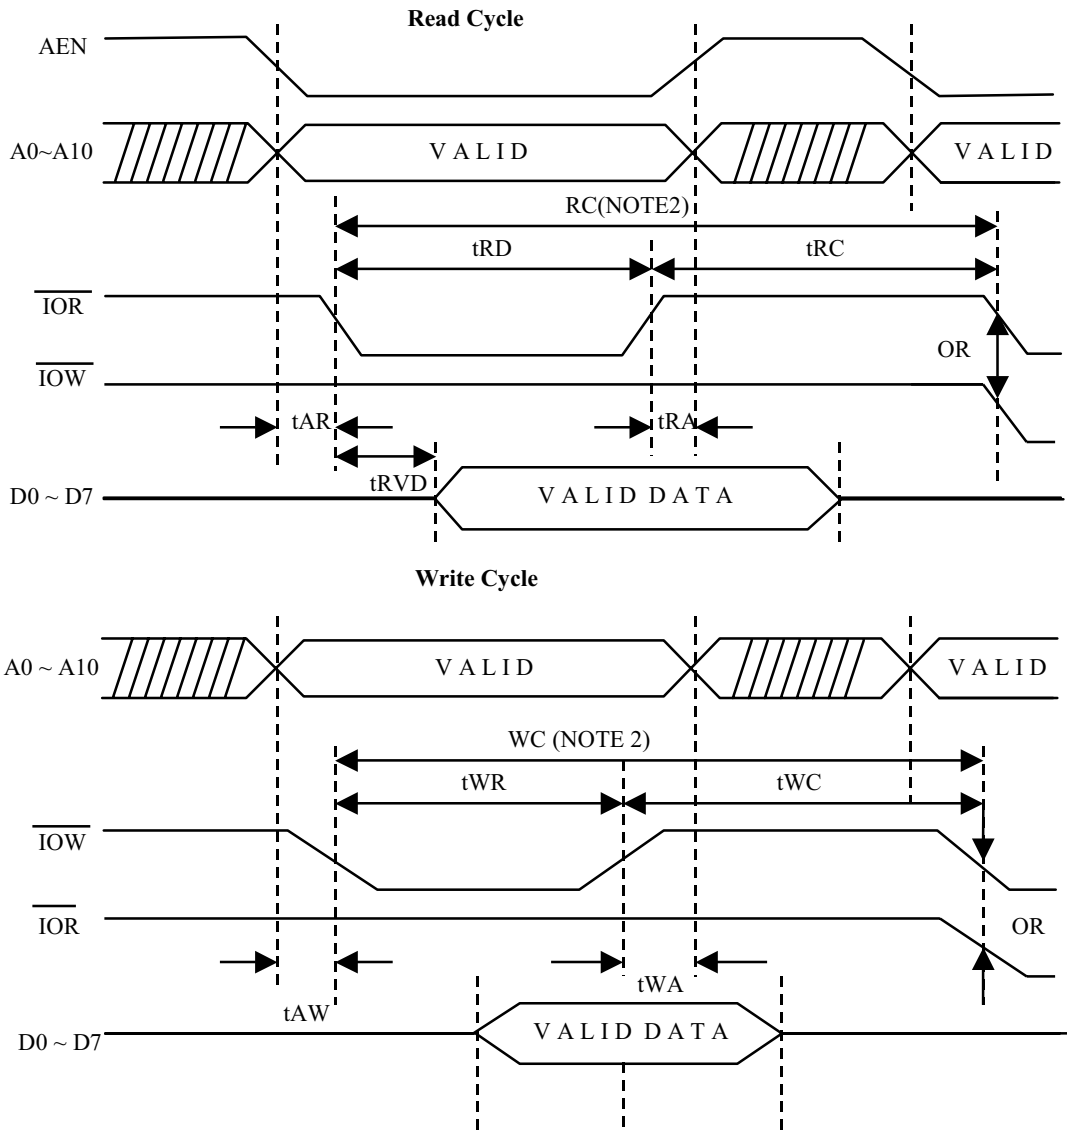 Read Cycle
AEN
A0~A10
V A L I D
V A L I D
RC(NOTE2)
tRD
tRC
IOR
OR
IOW
tAR
tRA
tRVD
D0 ~ D7
V A L I D D A T A
Write Cycle
A0 ~ A10
V A L I D
V A L I D
WC (NOTE 2)
tWR
tWC
IOW
IOR
OR
tWA
tAW
D0 ~ D7
V A L I D D A T A